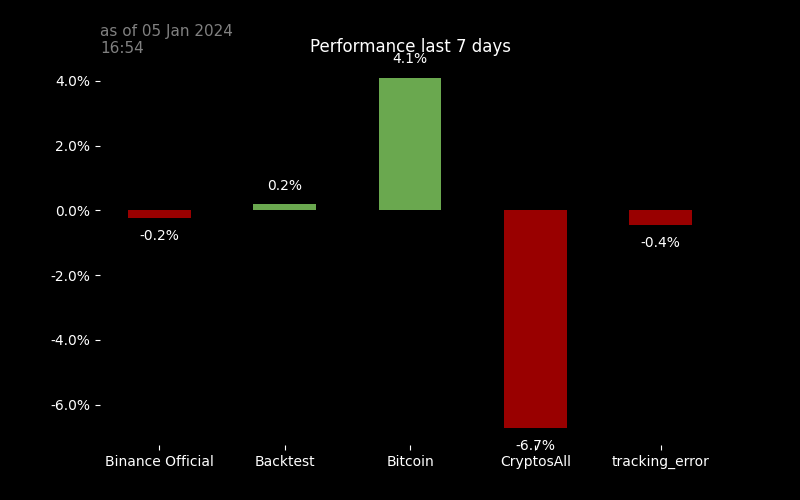 as of 05 Jan 2024
16:54
Performance last 7 days
4.1%
4.0%
2.0%
0.2%
0.0%
-0.2%
-0.4%
-2.0%
-4.0%
-6.0%
-6.7%
Binance Official
Backtest
Bitcoin
CryptosAll
tracking_error